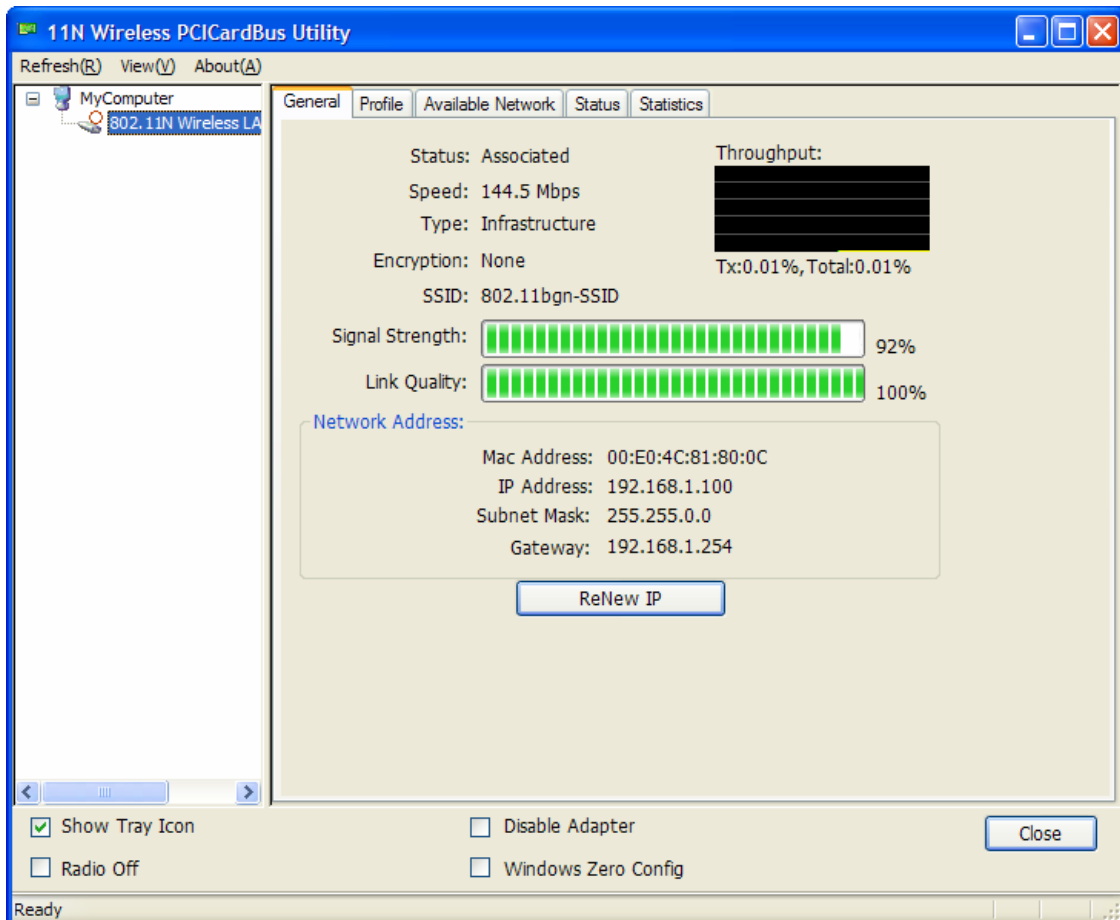 11N Wireless PCICardBus Utility
Refresh(R) View(V) About(A)
MyComputer
802.11N Wireless LA
General Profile Available Network Status Statistics
Status: Associated
Speed: 144.5 Mbps
Type: Infrastructure
Encryption: None
SSID: 802.11bgn-SSID
Throughput:
Tx:0.01%, Total:0.01%
Signal Strength: 92%
Link Quality: 100%
Network Address:
Mac Address: 00:E0:4C:81:80:0C
IP Address: 192.168.1.100
Subnet Mask: 255.255.0.0
Gateway: 192.168.1.254
ReNew IP
Show Tray Icon
Radio Off
Disable Adapter
Windows Zero Config
Close
Ready